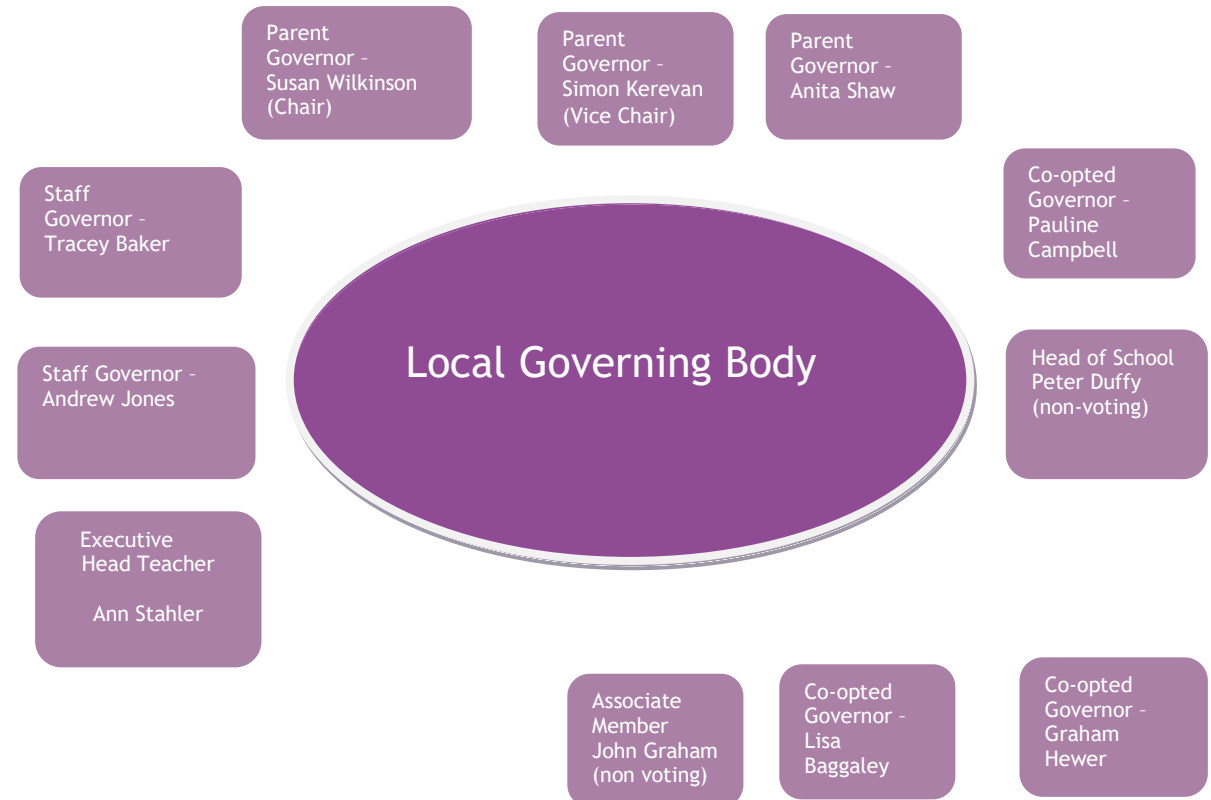 Parent
Governor –
Susan Wilkinson
(Chair)
Parent
Governor –
Simon Kerevan
(Vice Chair)
Parent
Governor –
Anita Shaw
Staff
Governor –
Tracey Baker
Co-opted
Governor –
Pauline
Campbell
Local Governing Body
Staff Governor –
Andrew Jones
Head of School
Peter Duffy
(non-voting)
Executive
Head Teacher
Ann Stahler
Associate
Member
John Graham
(non voting)
Co-opted
Governor –
Lisa
Baggaley
Co-opted
Governor –
Graham
Hewer